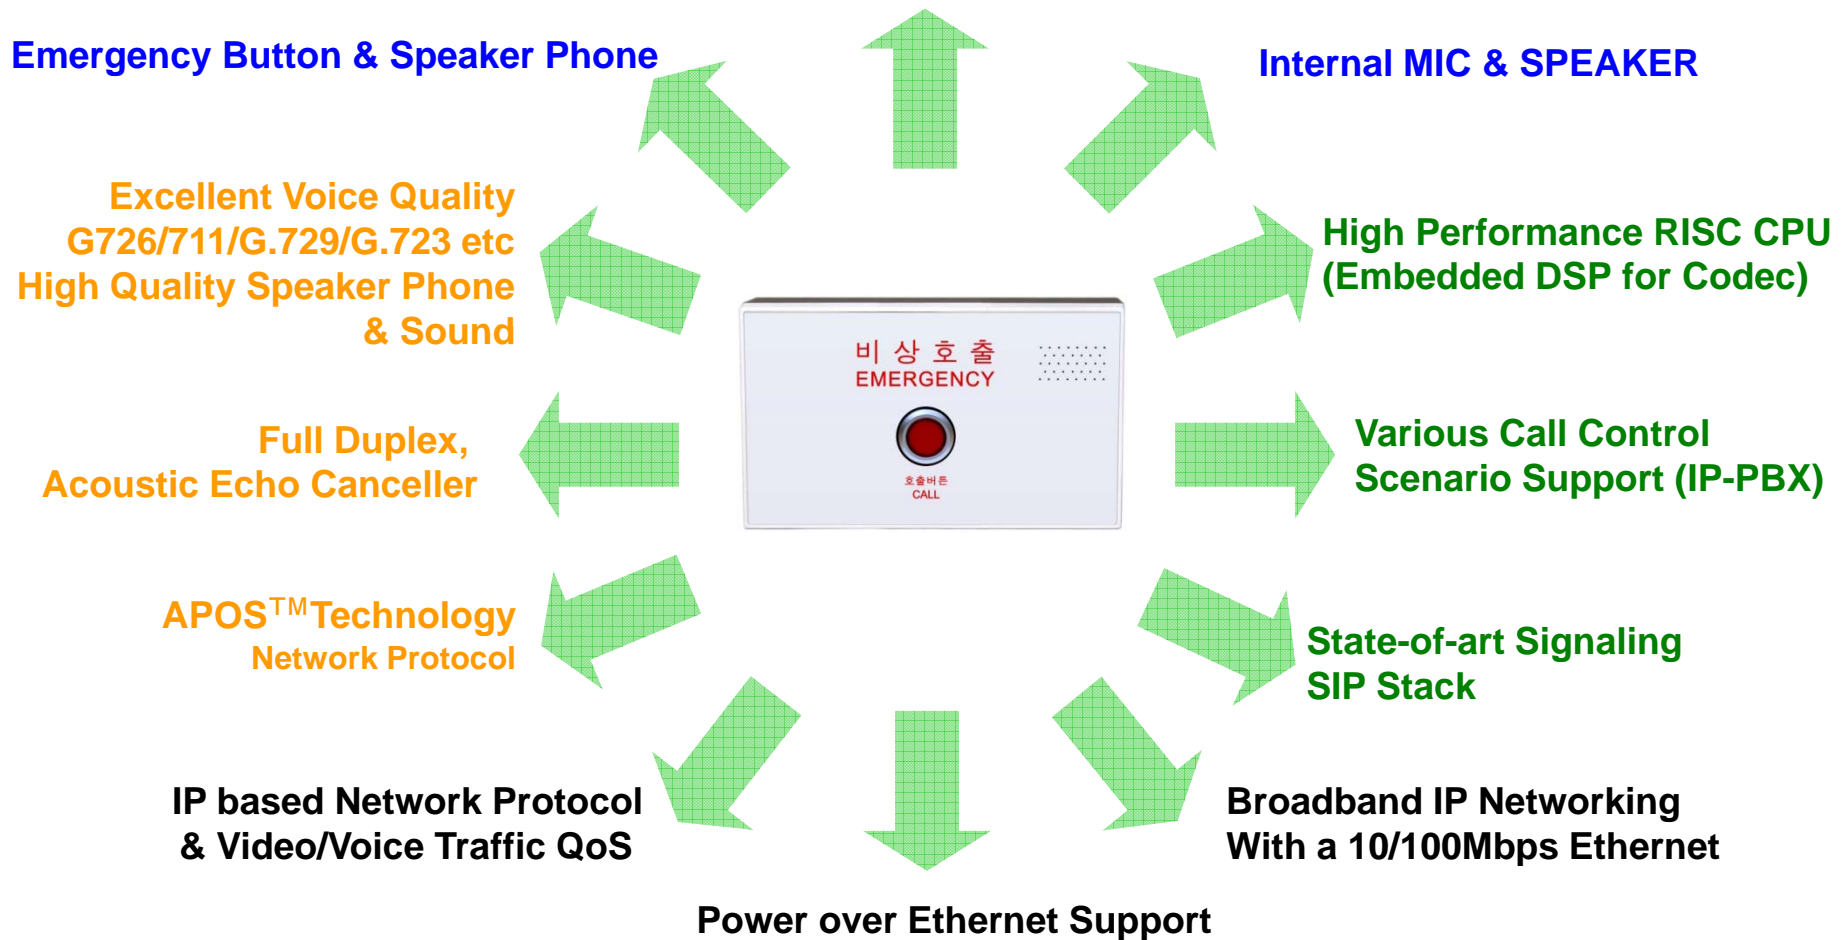 Emergency Button & Speaker Phone
Internal MIC & SPEAKER
Excellent Voice Quality
G726/711/G.729/G.723 etc
High Quality Speaker Phone
& Sound
High Performance RISC CPU
(Embedded DSP for Codec)
비 상 호 출
EMERGENCY
호출버튼
CALL
Full Duplex,
Acoustic Echo Canceller
Various Call Control
Scenario Support (IP-PBX)
APOS™Technology
Network Protocol
State-of-art Signaling
SIP Stack
IP based Network Protocol
& Video/Voice Traffic QoS
Broadband IP Networking
With a 10/100Mbps Ethernet
Power over Ethernet Support